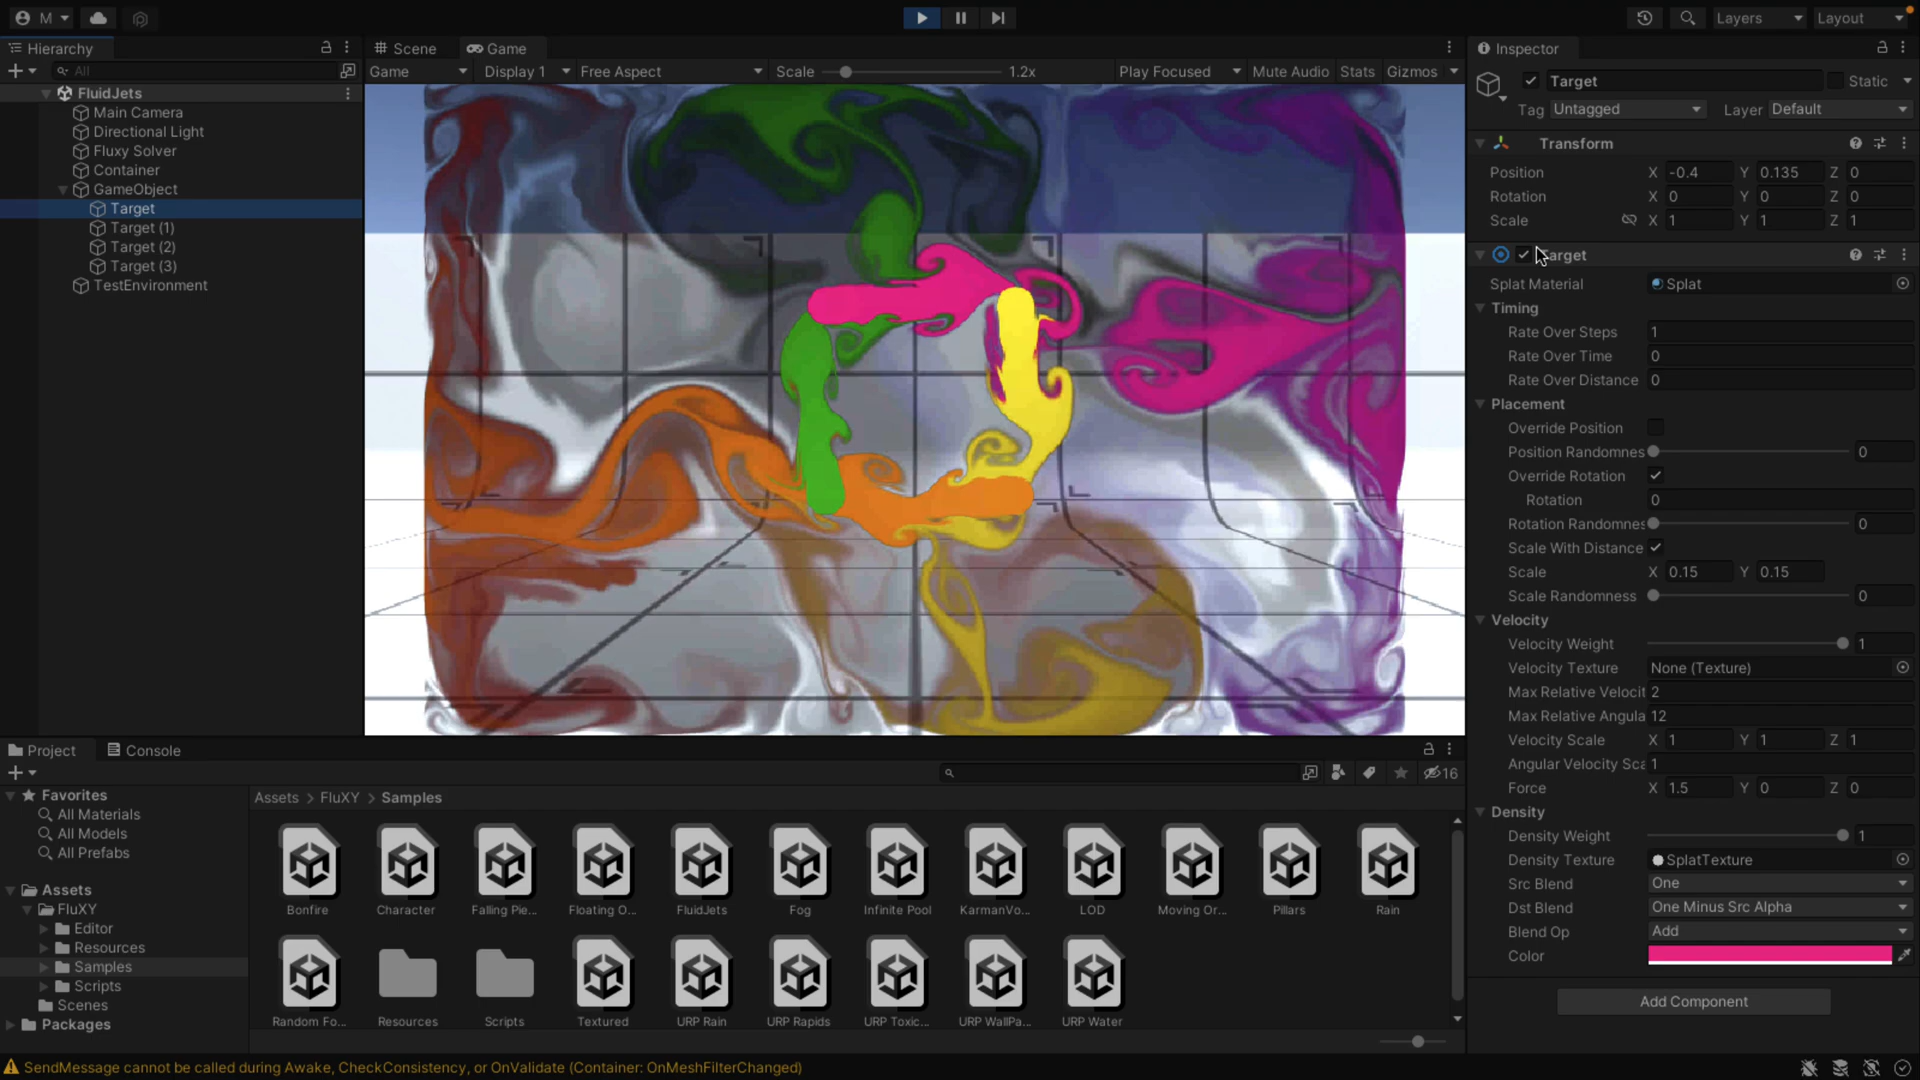 M
Layers
Layout
Hierarchy
All
FluidJets
Main Camera
Directional Light
Fluxy Solver
Container
GameObject
Target
Target (1)
Target (2)
Target (3)
TestEnvironment
Scene
Game
Game
Display 1
Free Aspect
Scale
1.2x
Play Focused
Mute Audio
Stats
Gizmos
Inspector
Target
Static
Tag Untagged
Layer Default
Transform
Position X -0.4 Y 0.135 Z 0
Rotation X 0 Y 0 Z 0
Scale X 1 Y 1 Z 1
arget
Splat Material Splat
Timing
Rate Over Steps 1
Rate Over Time 0
Rate Over Distance 0
Placement
Override Position
Position Randomnes 0
Override Rotation
Rotation 0
Rotation Randomnes 0
Scale With Distance
Scale X 0.15 Y 0.15
Scale Randomness 0
Velocity
Velocity Weight 1
Velocity Texture None (Texture)
Max Relative Velocit 2
Max Relative Angula 12
Velocity Scale X 1 Y 1 Z 1
Angular Velocity Sca 1
Force X 1.5 Y 0 Z 0
Density
Density Weight 1
Density Texture SplatTexture
Src Blend One
Dst Blend One Minus Src Alpha
Blend Op Add
Color
Add Component
Project
Console
16
Favorites
All Materials
All Models
All Prefabs
Assets
FluXY
Editor
Resources
Samples
Scripts
Scenes
Packages
Assets > FluXY > Samples
Bonfire
Character
Falling Pie...
Floating O...
FluidJets
Fog
Infinite Pool
KarmanVo...
LOD
Moving Or...
Pillars
Rain
Random Fo...
Resources
Scripts
Textured
URP Rain
URP Rapids
URP Toxic...
URP WallPa...
URP Water
SendMessage cannot be called during Awake, CheckConsistency, or OnValidate (Container: OnMeshFilterChanged)